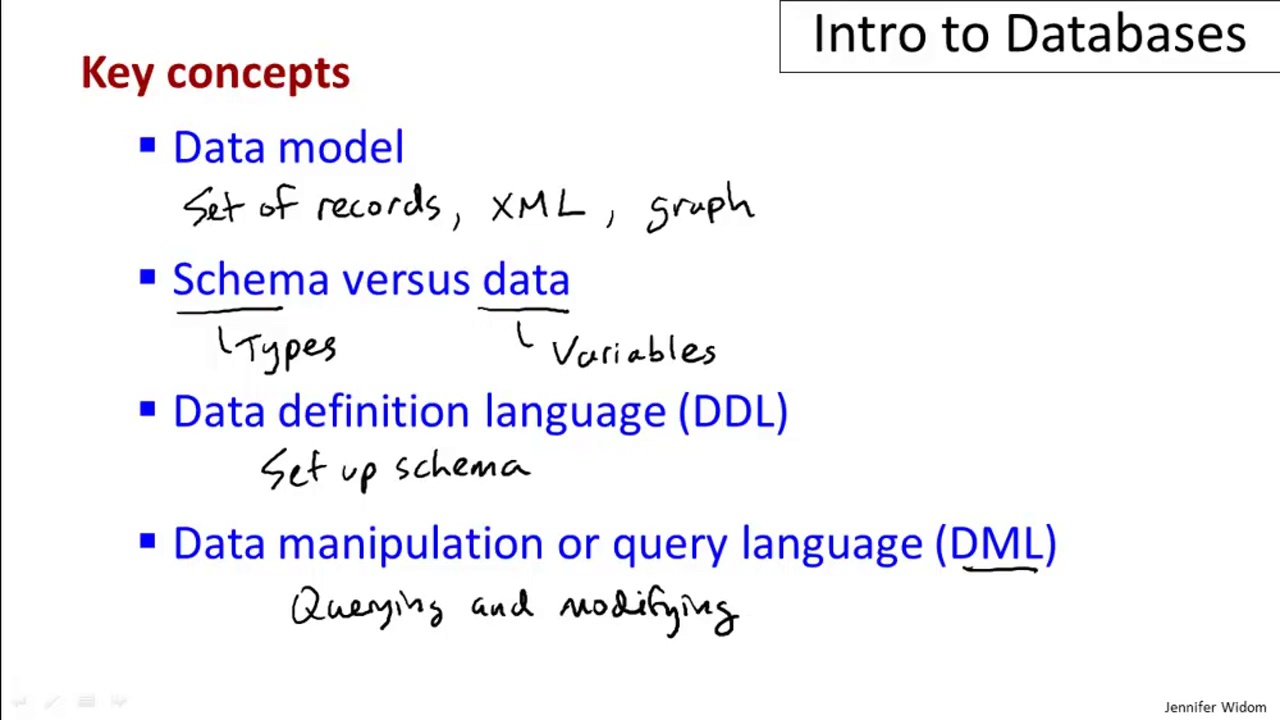 Intro to Databases
Key concepts
▪ Data model
Set of records, XML, graph
▪ Schema versus data
Types Variables
▪ Data definition language (DDL)
Set up schema
▪ Data manipulation or query language (DML)
Querying and modifying
Jennifer Widom